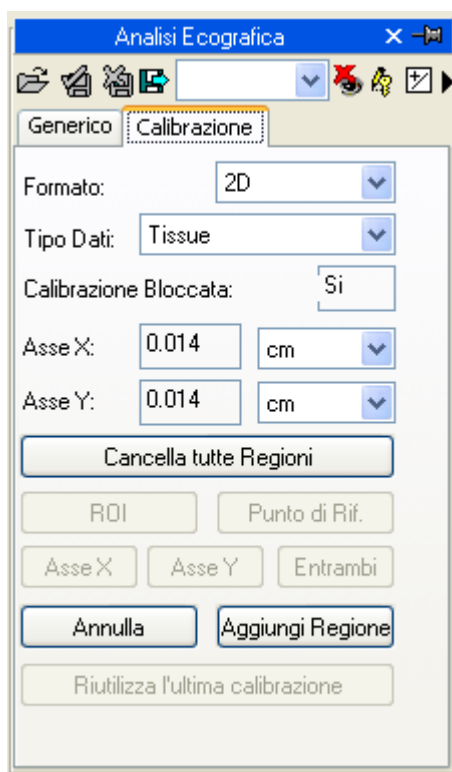 Analisi Ecografica
Generico Calibrazione
Formato: 2D
Tipo Dati: Tissue
Calibrazione Bloccata: Si
Asse X: 0.014 cm
Asse Y: 0.014 cm
Cancella tutte Regioni
ROI Punto di Rif.
Asse X Asse Y Entrambi
Annulla Aggiungi Regione
Riutilizza l'ultima calibrazione